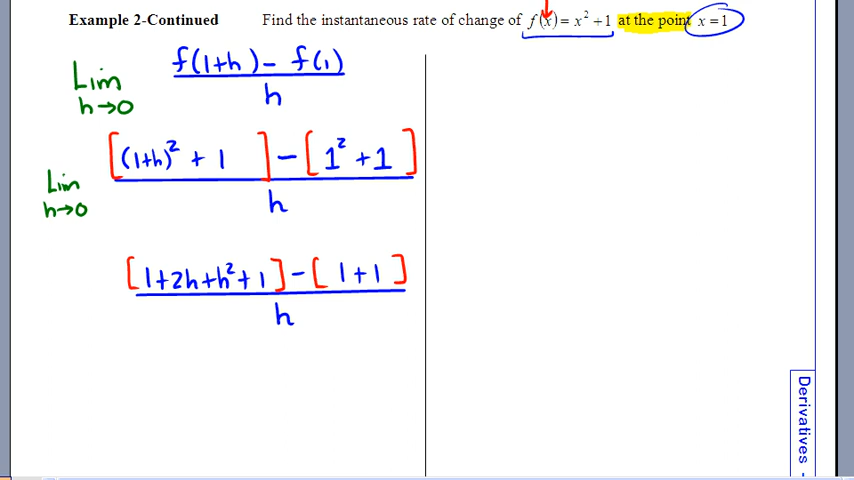 Example 2-Continued Find the instantaneous rate of change of f(x) = x² + 1 at the point x = 1
Lim h→0 f(1+h) - f(1) / h
Lim h→0 [(1+h)² + 1 ] - [1² + 1 ] / h
[1+2h+h²+1] - [ 1+1 ] / h
Derivatives -